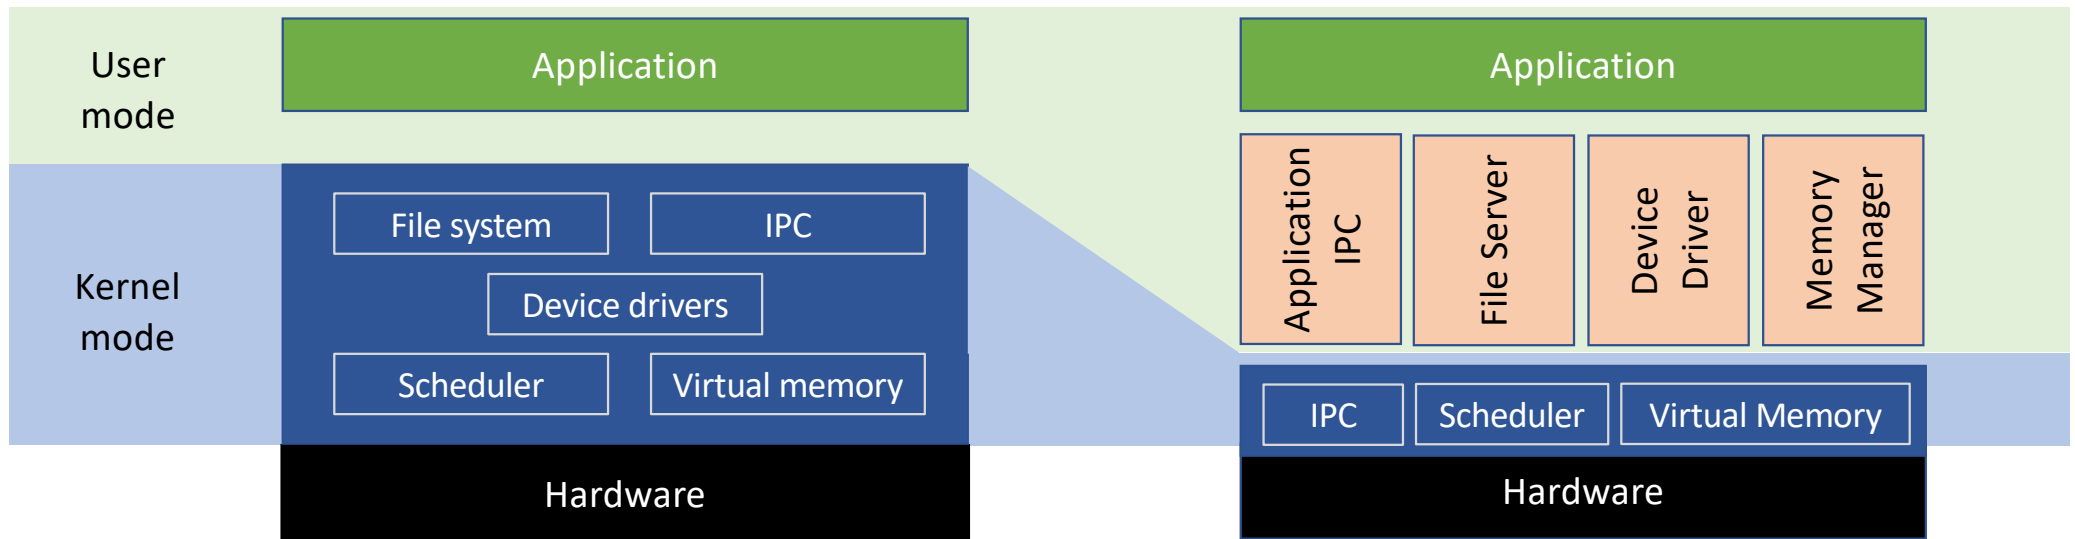 User
mode
Application
Kernel
mode
File system
IPC
Device drivers
Scheduler
Virtual memory
Hardware
Application
Application
IPC
File Server
Device
Driver
Memory
Manager
IPC
Scheduler
Virtual Memory
Hardware